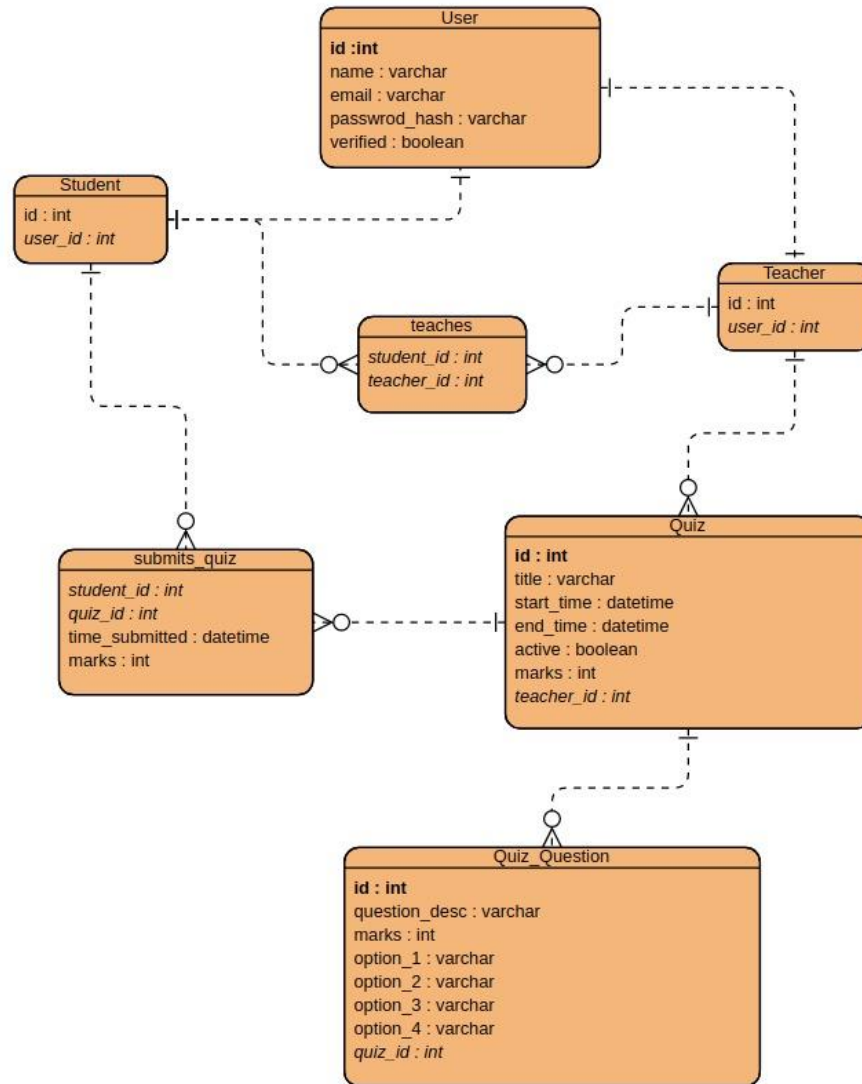 User
id :int
name : varchar
email : varchar
passwrod_hash : varchar
verified : boolean
Student
id : int
user_id : int
Teacher
id : int
user_id : int
teaches
student_id : int
teacher_id : int
submits_quiz
student_id : int
quiz_id : int
time_submitted : datetime
marks : int
Quiz
id : int
title : varchar
start_time : datetime
end_time : datetime
active : boolean
marks : int
teacher_id : int
Quiz_Question
id : int
question_desc : varchar
marks : int
option_1 : varchar
option_2 : varchar
option_3 : varchar
option_4 : varchar
quiz_id : int